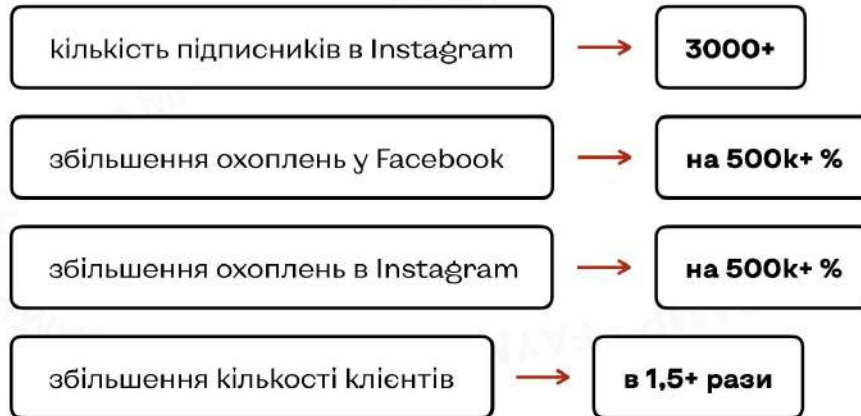 кількість підписників в Instagram → 3000+
збільшення охоплень у Facebook → на 500k+ %
збільшення охоплень в Instagram → на 500k+ %
збільшення кількості клієнтів → в 1,5+ рази